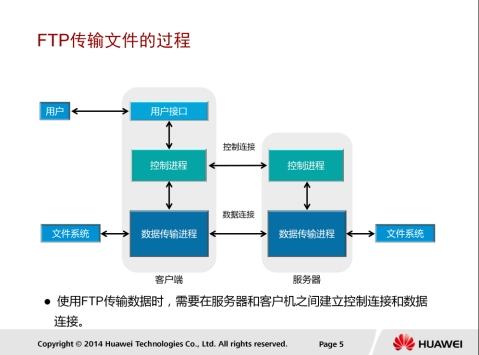 FTP传输文件的过程
用户
用户接口
控制连接
控制进程
控制进程
数据连接
文件系统
数据传输进程
数据传输进程
文件系统
客户端
服务器
● 使用FTP传输数据时，需要在服务器和客户机之间建立控制连接和数据
连接。
Copyright © 2014 Huawei Technologies Co., Ltd. All rights reserved.
Page 5
HUAWEI